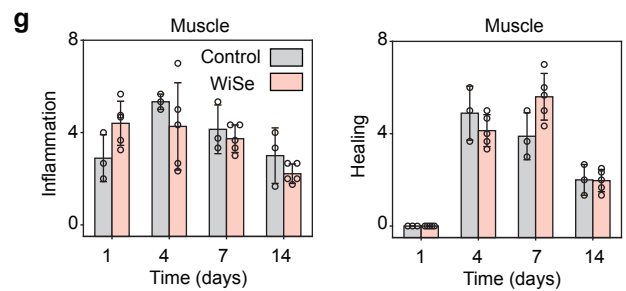 g
Muscle
8
4
0
Inflammation
Control
WiSe
1 4 7 14
Time (days)
Muscle
8
4
0
Healing
1 4 7 14
Time (days)